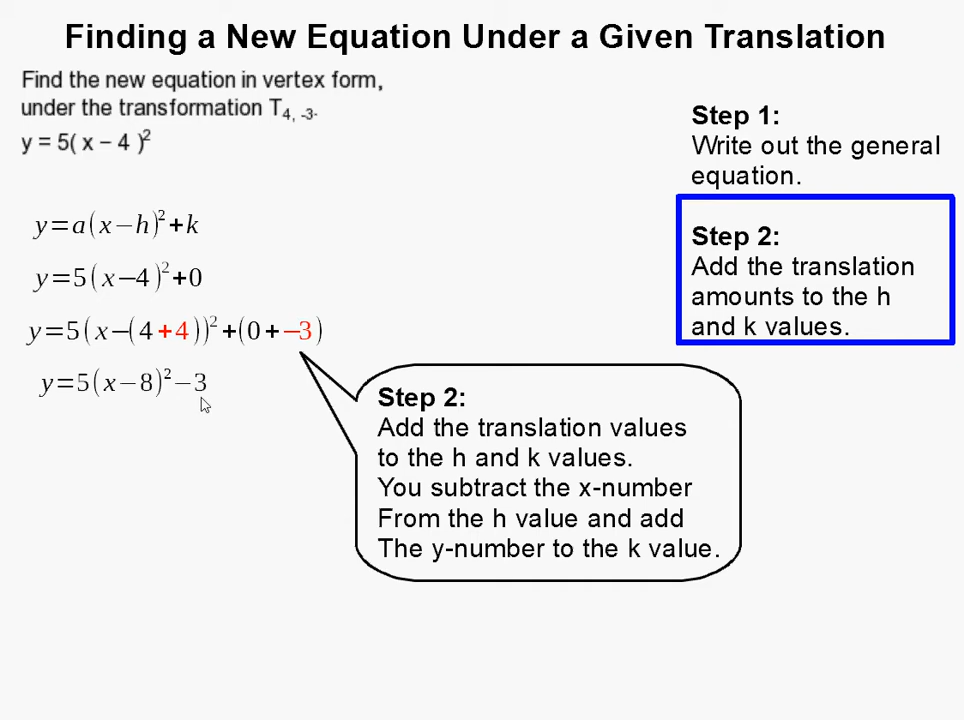 Finding a New Equation Under a Given Translation
Find the new equation in vertex form,
under the transformation T₄, ₋₃.
y = 5( x − 4 )²
y=a(x−h)²+k
y=5(x−4)²+0
y=5(x−(4+4))²+(0+−3)
y=5(x−8)²−3
Step 1:
Write out the general
equation.
Step 2:
Add the translation
amounts to the h
and k values.
Step 2:
Add the translation values
to the h and k values.
You subtract the x-number
From the h value and add
The y-number to the k value.